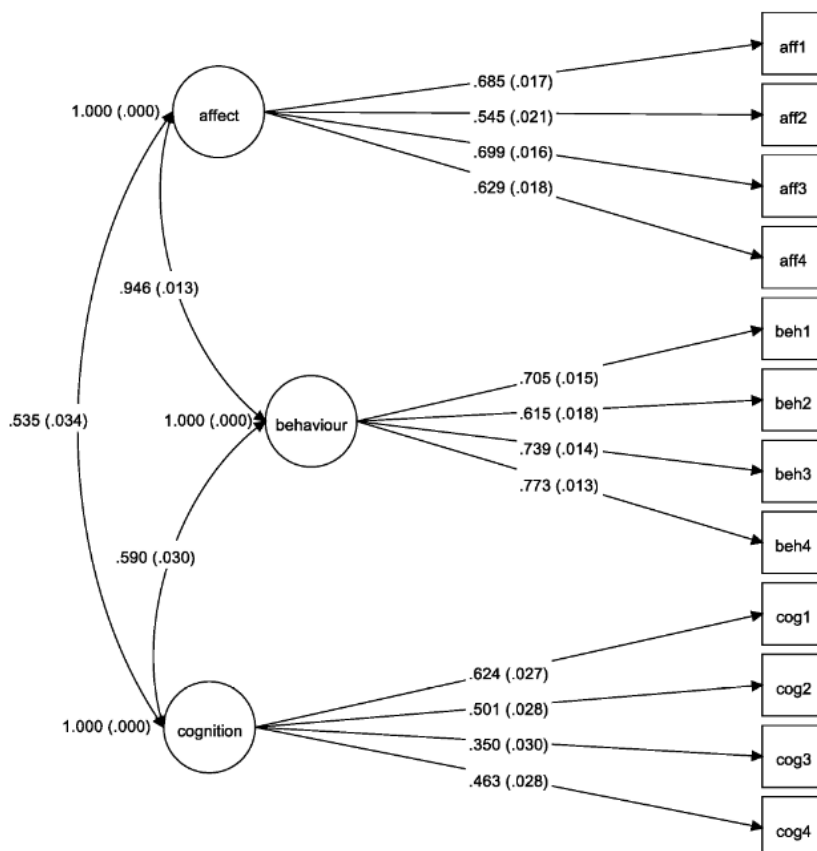 aff1
.685 (.017)
1.000 (.000)
affect
aff2
.545 (.021)
.699 (.016)
aff3
.629 (.018)
aff4
.946 (.013)
beh1
.705 (.015)
beh2
.615 (.018)
.535 (.034)
1.000 (.000)
behaviour
.739 (.014)
beh3
.773 (.013)
beh4
.590 (.030)
cog1
.624 (.027)
cog2
.501 (.028)
1.000 (.000)
cognition
.350 (.030)
cog3
.463 (.028)
cog4